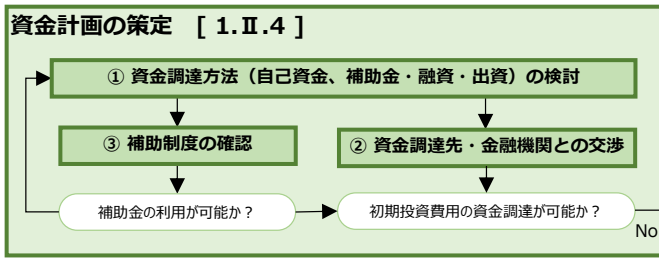 資金計画の策定 [ 1.Ⅱ.4 ]
① 資金調達方法（自己資金、補助金・融資・出資）の検討
③ 補助制度の確認
② 資金調達先・金融機関との交渉
補助金の利用が可能か？
初期投資費用の資金調達が可能か？
No